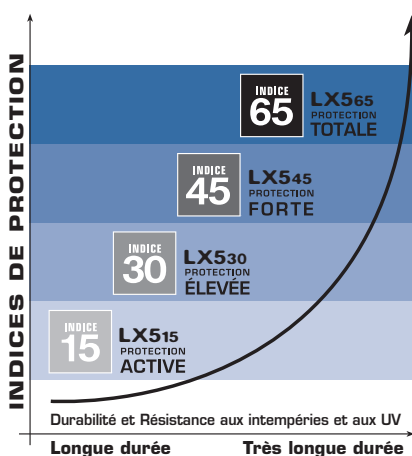 INDICES DE PROTECTION
INDICE
65
LX565
PROTECTION
TOTALE
INDICE
45
LX545
PROTECTION
FORTE
INDICE
30
LX530
PROTECTION
ÉLEVÉE
INDICE
15
LX515
PROTECTION
ACTIVE
Durabilité et Résistance aux intempéries et aux UV
Longue durée Très longue durée